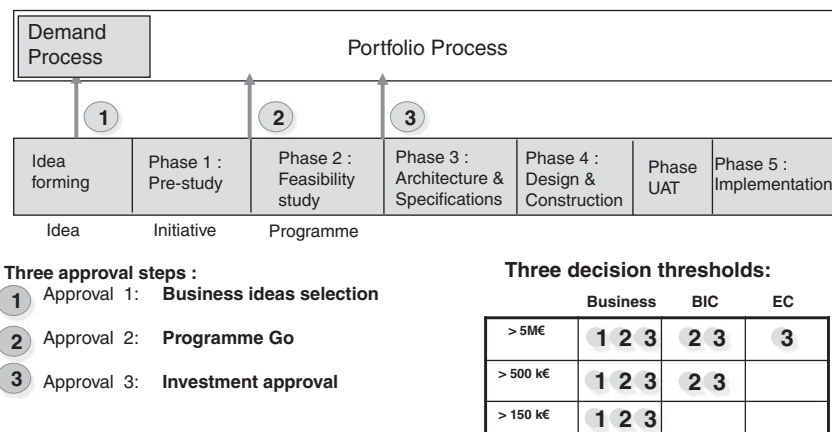 Demand
Process
Portfolio Process
1
2
3
Idea
forming
Phase 1 :
Pre-study
Phase 2 :
Feasibility
study
Phase 3 :
Architecture &
Specifications
Phase 4 :
Design &
Construction
Phase
UAT
Phase 5 :
Implementation
Idea
Initiative
Programme
Three approval steps :
1 Approval 1: Business ideas selection
2 Approval 2: Programme Go
3 Approval 3: Investment approval
Three decision thresholds:
Business BIC EC
> 5M€ 1 2 3 2 3 3
> 500 k€ 1 2 3 2 3
> 150 k€ 1 2 3